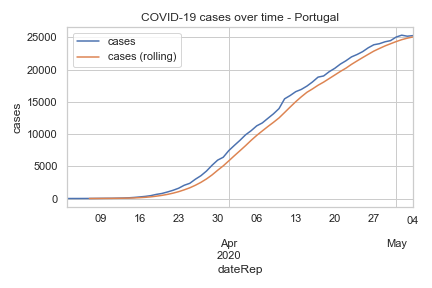 COVID-19 cases over time - Portugal
cases
cases (rolling)
25000
20000
15000
10000
5000
0
cases
09 16 23 30 06 13 20 27 04
Apr May
2020
dateRep